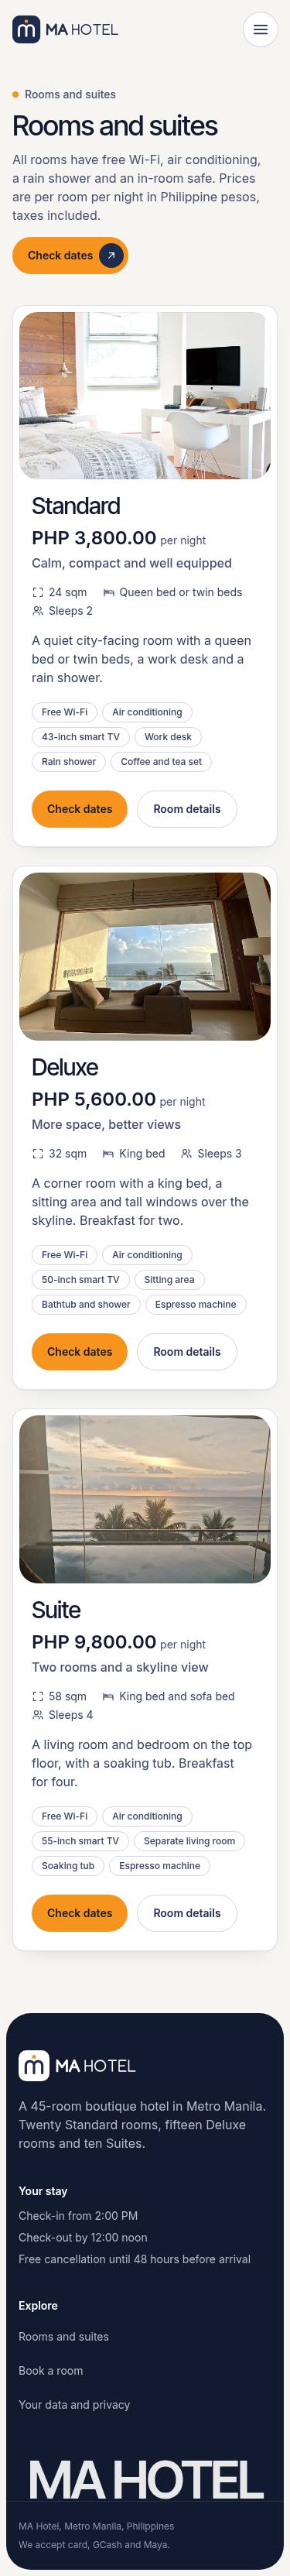 MA HOTEL
Rooms and suites
Rooms and suites
All rooms have free Wi-Fi, air conditioning,
a rain shower and an in-room safe. Prices
are per room per night in Philippine pesos,
taxes included.
Check dates
Standard
PHP 3,800.00 per night
Calm, compact and well equipped
24 sqm Queen bed or twin beds
Sleeps 2
A quiet city-facing room with a queen
bed or twin beds, a work desk and a
rain shower.
Free Wi-Fi Air conditioning
43-inch smart TV Work desk
Rain shower Coffee and tea set
Check dates Room details
Deluxe
PHP 5,600.00 per night
More space, better views
32 sqm King bed Sleeps 3
A corner room with a king bed, a
sitting area and tall windows over the
skyline. Breakfast for two.
Free Wi-Fi Air conditioning
50-inch smart TV Sitting area
Bathtub and shower Espresso machine
Check dates Room details
Suite
PHP 9,800.00 per night
Two rooms and a skyline view
58 sqm King bed and sofa bed
Sleeps 4
A living room and bedroom on the top
floor, with a soaking tub. Breakfast
for four.
Free Wi-Fi Air conditioning
55-inch smart TV Separate living room
Soaking tub Espresso machine
Check dates Room details
MA HOTEL
A 45-room boutique hotel in Metro Manila.
Twenty Standard rooms, fifteen Deluxe
rooms and ten Suites.
Your stay
Check-in from 2:00 PM
Check-out by 12:00 noon
Free cancellation until 48 hours before arrival
Explore
Rooms and suites
Book a room
Your data and privacy
MA HOTEL
MA Hotel, Metro Manila, Philippines
We accept card, GCash and Maya.